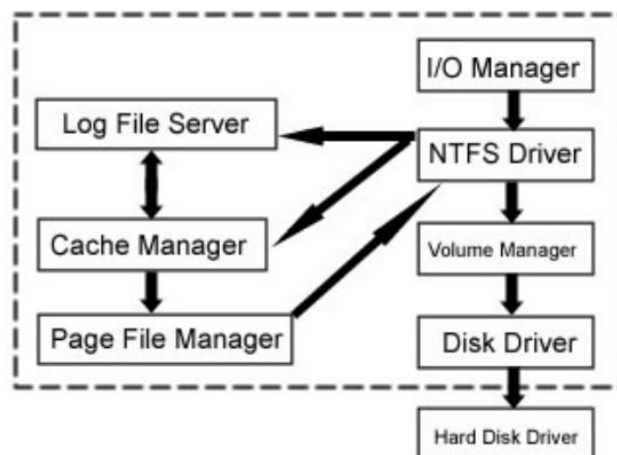 I/O Manager
Log File Server
NTFS Driver
Cache Manager
Volume Manager
Page File Manager
Disk Driver
Hard Disk Driver